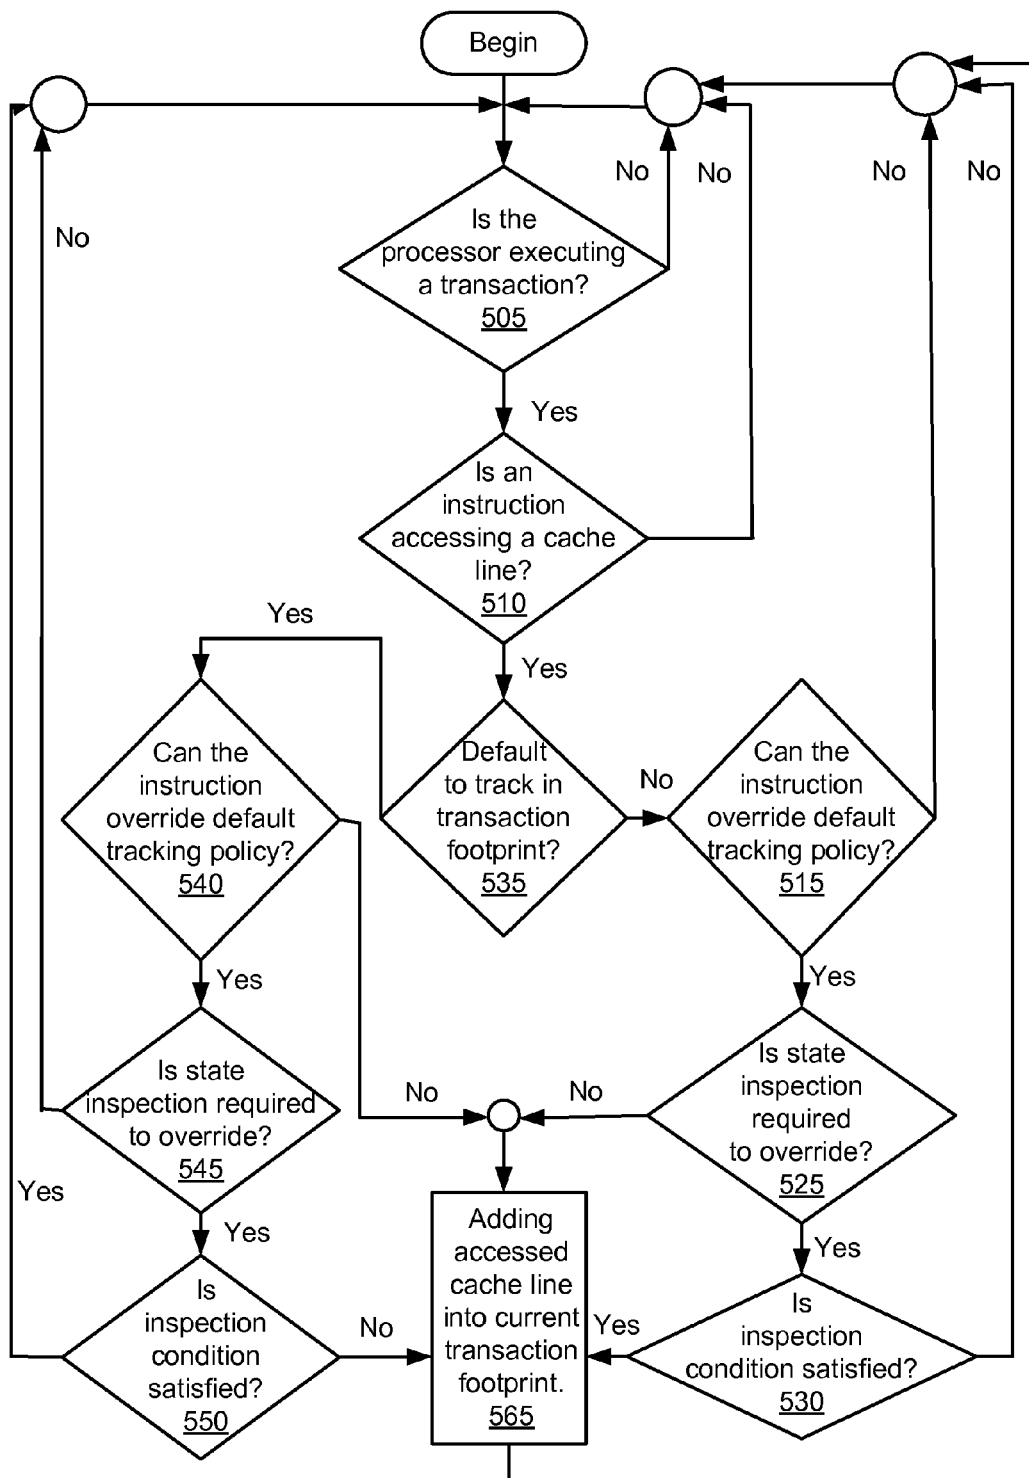 Begin
No
No
No
No
No
Is the
processor executing
a transaction?
505
Yes
Is an
instruction
accessing a cache
line?
510
Yes
Yes
Can the
instruction
override default
tracking policy?
540
Default
to track in
transaction
footprint?
535
No
Can the
instruction
override default
tracking policy?
515
Yes
Yes
Is state
inspection required
to override?
545
No
No
Is state
inspection
required
to override?
525
Yes
Yes
Yes
Is
inspection
condition
satisfied?
550
No
Adding
accessed
cache line
into current
transaction
footprint.
565
Yes
Is
inspection
condition satisfied?
530